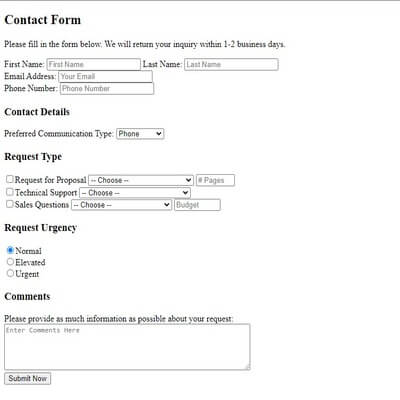 Contact Form
Please fill in the form below. We will return your inquiry within 1-2 business days.
First Name: First Name Last Name: Last Name
Email Address: Your Email
Phone Number: Phone Number
Contact Details
Preferred Communication Type: Phone
Request Type
Request for Proposal -- Choose -- # Pages
Technical Support -- Choose --
Sales Questions -- Choose -- Budget
Request Urgency
Normal
Elevated
Urgent
Comments
Please provide as much information as possible about your request:
Enter Comments Here
Submit Now